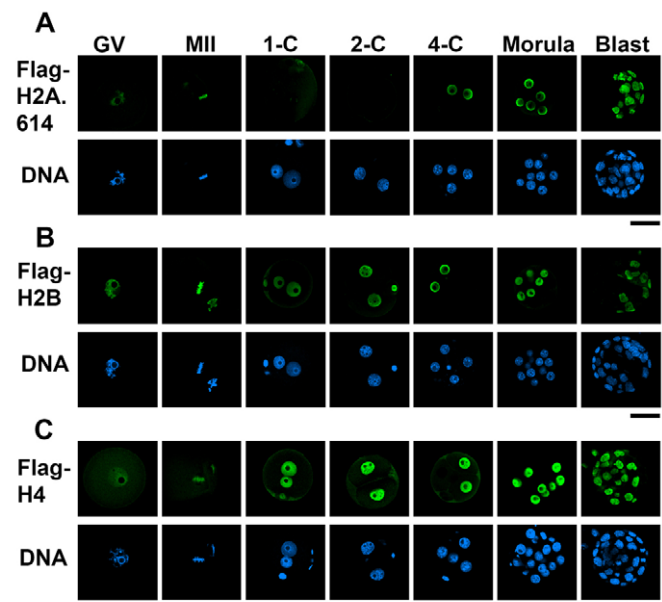 A
GV MII 1-C 2-C 4-C Morula Blast
Flag-
H2A.
614
DNA
B
Flag-
H2B
DNA
C
Flag-
H4
DNA